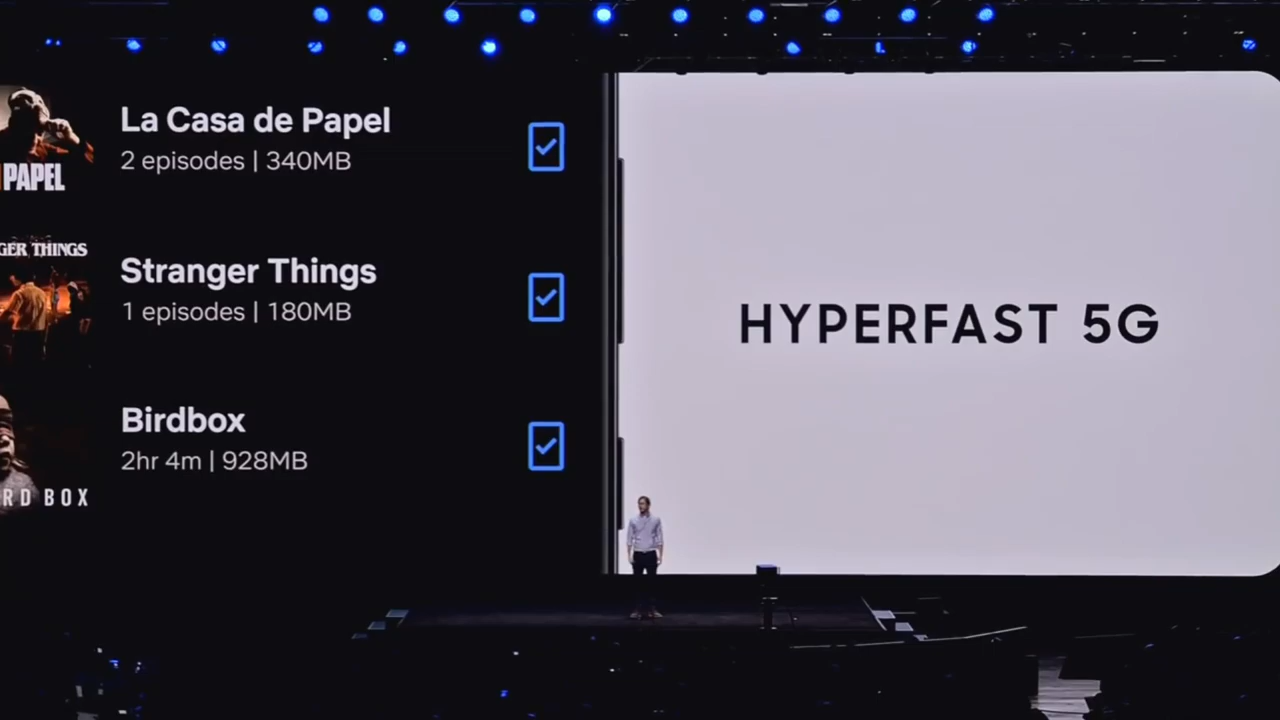 La Casa de Papel
2 episodes | 340MB
PAPEL
GER THINGS
Stranger Things
1 episodes | 180MB
Birdbox
2hr 4m | 928MB
RD BOX
HYPERFAST 5G